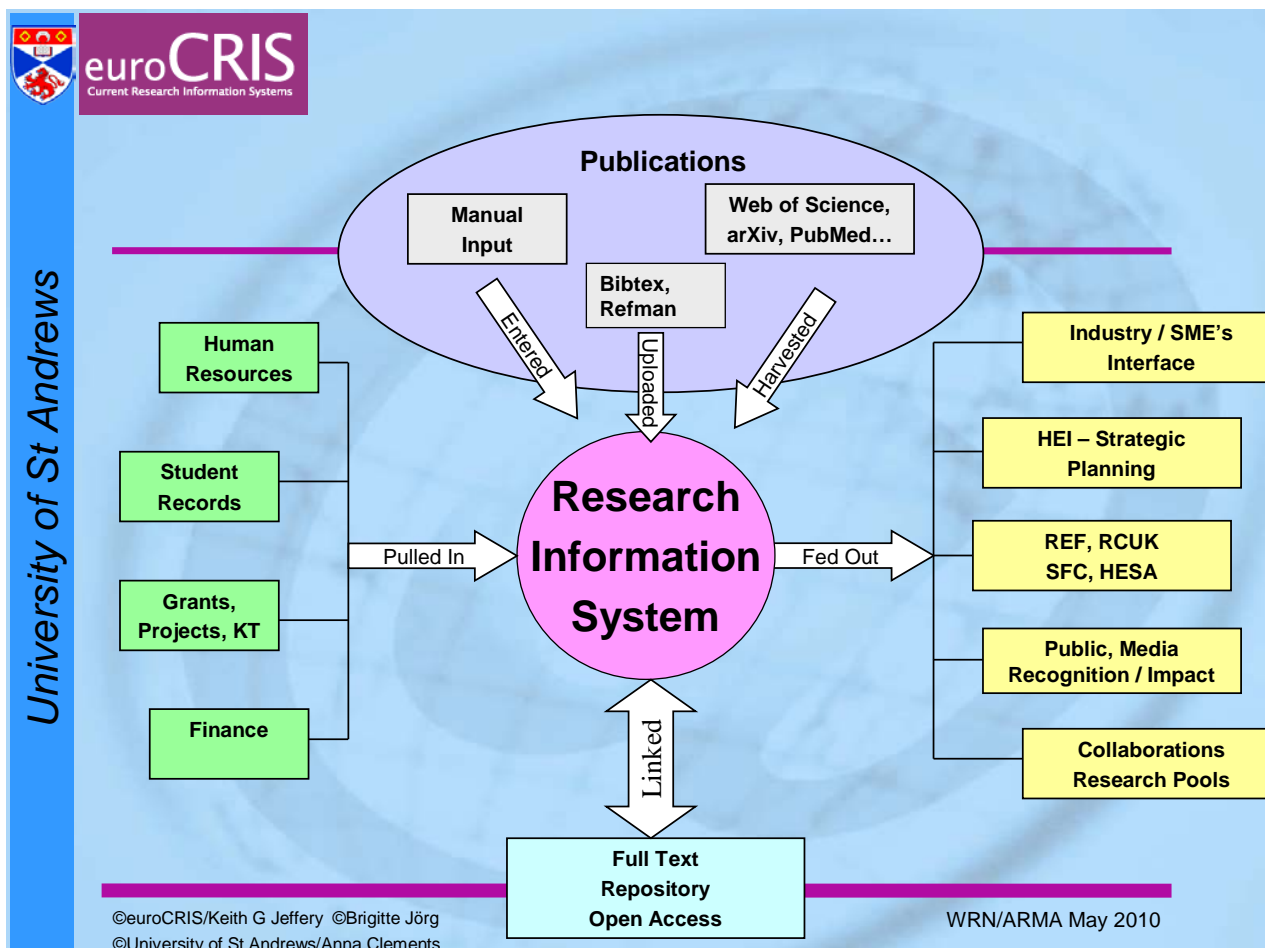 euroCRIS
Current Research Information Systems
University of St Andrews
Publications
Manual
Input
Web of Science,
arXiv, PubMed…
Bibtex,
Refman
Entered
Uploaded
Harvested
Human
Resources
Student
Records
Grants,
Projects, KT
Finance
Pulled In
Research
Information
System
Fed Out
Industry / SME's
Interface
HEI – Strategic
Planning
REF, RCUK
SFC, HESA
Public, Media
Recognition / Impact
Collaborations
Research Pools
Linked
Full Text
Repository
Open Access
©euroCRIS/Keith G Jeffery ©Brigitte Jörg
©University of St Andrews/Anna Clements
WRN/ARMA May 2010